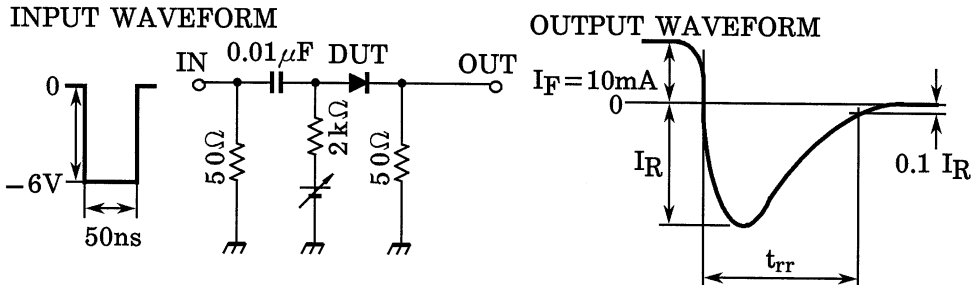 INPUT WAVEFORM
0
−6V
50ns
IN
0.01μF
DUT
OUT
50Ω
2kΩ
50Ω
OUTPUT WAVEFORM
IF=10mA
0
IR
0.1 IR
trr